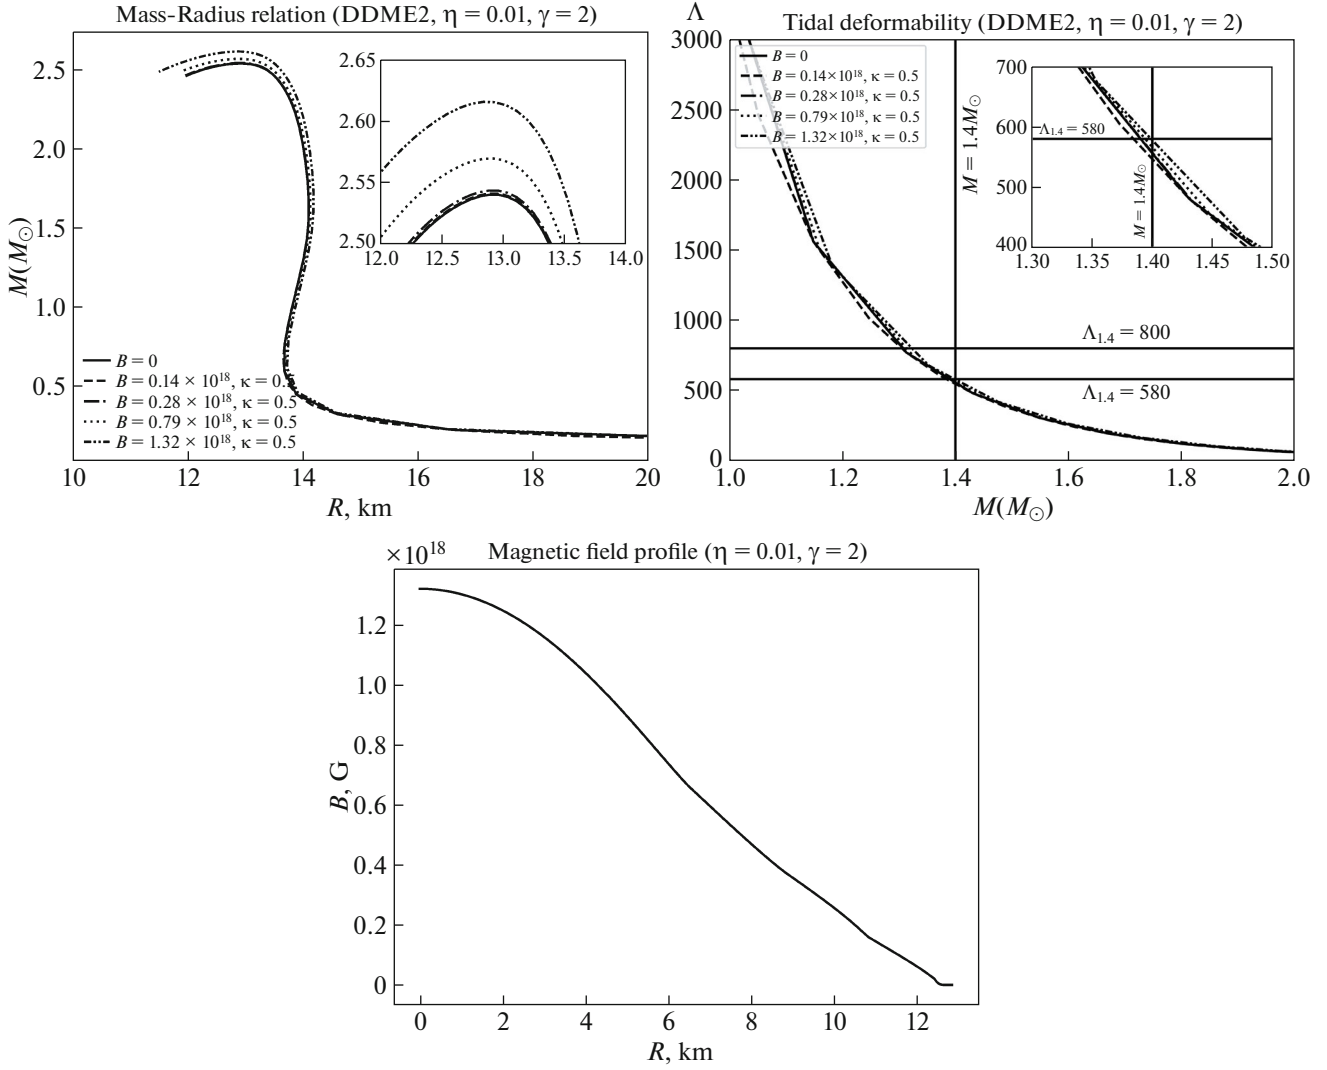 Mass-Radius relation (DDME2, η = 0.01, γ = 2)
M(M⊙)
2.5
2.0
1.5
1.0
0.5
10
12
14
16
18
20
R, km
2.65
2.60
2.55
2.50
12.0
12.5
13.0
13.5
14.0
B = 0
B = 0.14 × 10¹⁸, κ = 0.5
B = 0.28 × 10¹⁸, κ = 0.5
B = 0.79 × 10¹⁸, κ = 0.5
B = 1.32 × 10¹⁸, κ = 0.5
Λ
Tidal deformability (DDME2, η = 0.01, γ = 2)
3000
2500
2000
1500
1000
500
0
1.0
1.2
1.4
1.6
1.8
2.0
M(M⊙)
B = 0
B = 0.14×10¹⁸, κ = 0.5
B = 0.28×10¹⁸, κ = 0.5
B = 0.79×10¹⁸, κ = 0.5
B = 1.32×10¹⁸, κ = 0.5
M = 1.4M⊙
700
600
500
400
1.30
1.35
1.40
1.45
1.50
Λ1.4 = 580
M = 1.4M⊙
Λ1.4 = 800
Λ1.4 = 580
×10¹⁸
Magnetic field profile (η = 0.01, γ = 2)
B, G
1.2
1.0
0.8
0.6
0.4
0.2
0
0
2
4
6
8
10
12
R, km